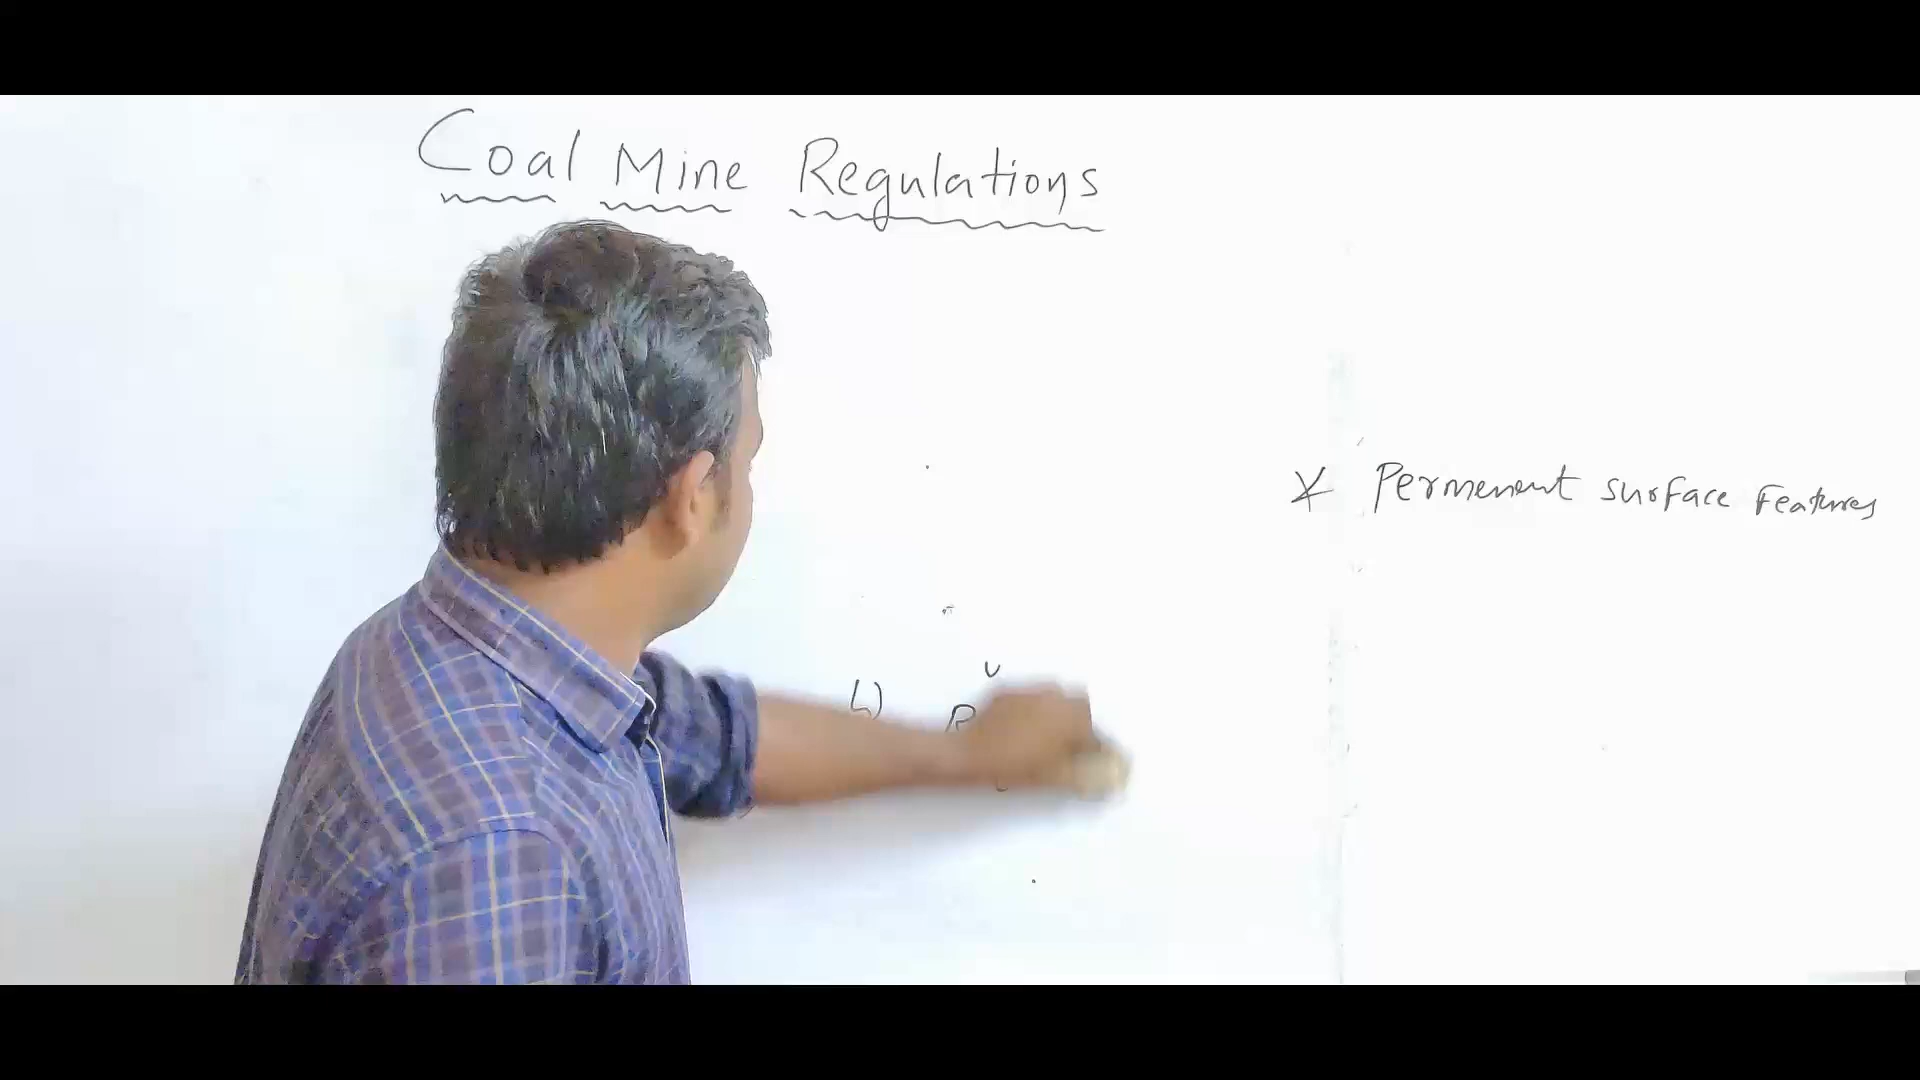 Coal Mine Regulations
* Permenent surface Features